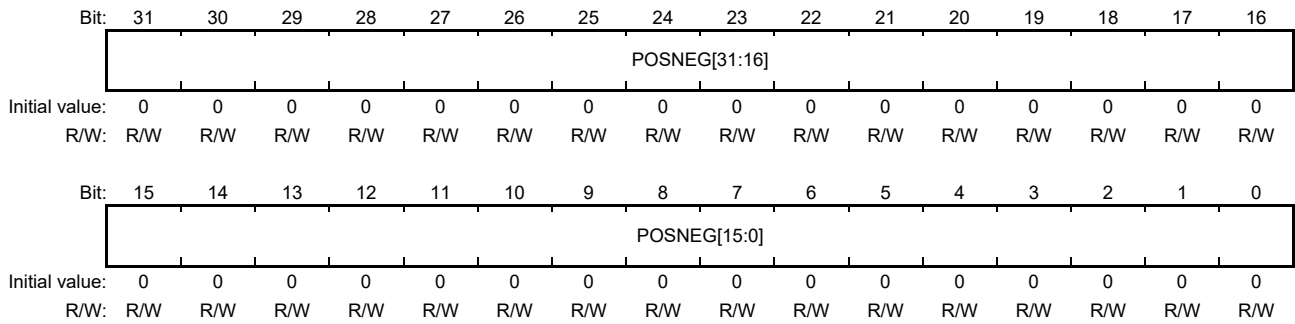 Bit: 31 30 29 28 27 26 25 24 23 22 21 20 19 18 17 16
POSNEG[31:16]
Initial value: 0 0 0 0 0 0 0 0 0 0 0 0 0 0 0 0
R/W: R/W R/W R/W R/W R/W R/W R/W R/W R/W R/W R/W R/W R/W R/W R/W R/W
Bit: 15 14 13 12 11 10 9 8 7 6 5 4 3 2 1 0
POSNEG[15:0]
Initial value: 0 0 0 0 0 0 0 0 0 0 0 0 0 0 0 0
R/W: R/W R/W R/W R/W R/W R/W R/W R/W R/W R/W R/W R/W R/W R/W R/W R/W